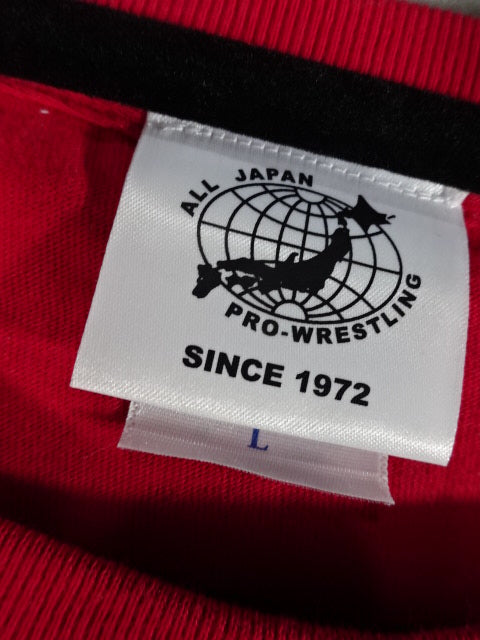 ALL JAPAN
PRO-WRESTLING
SINCE 1972
L